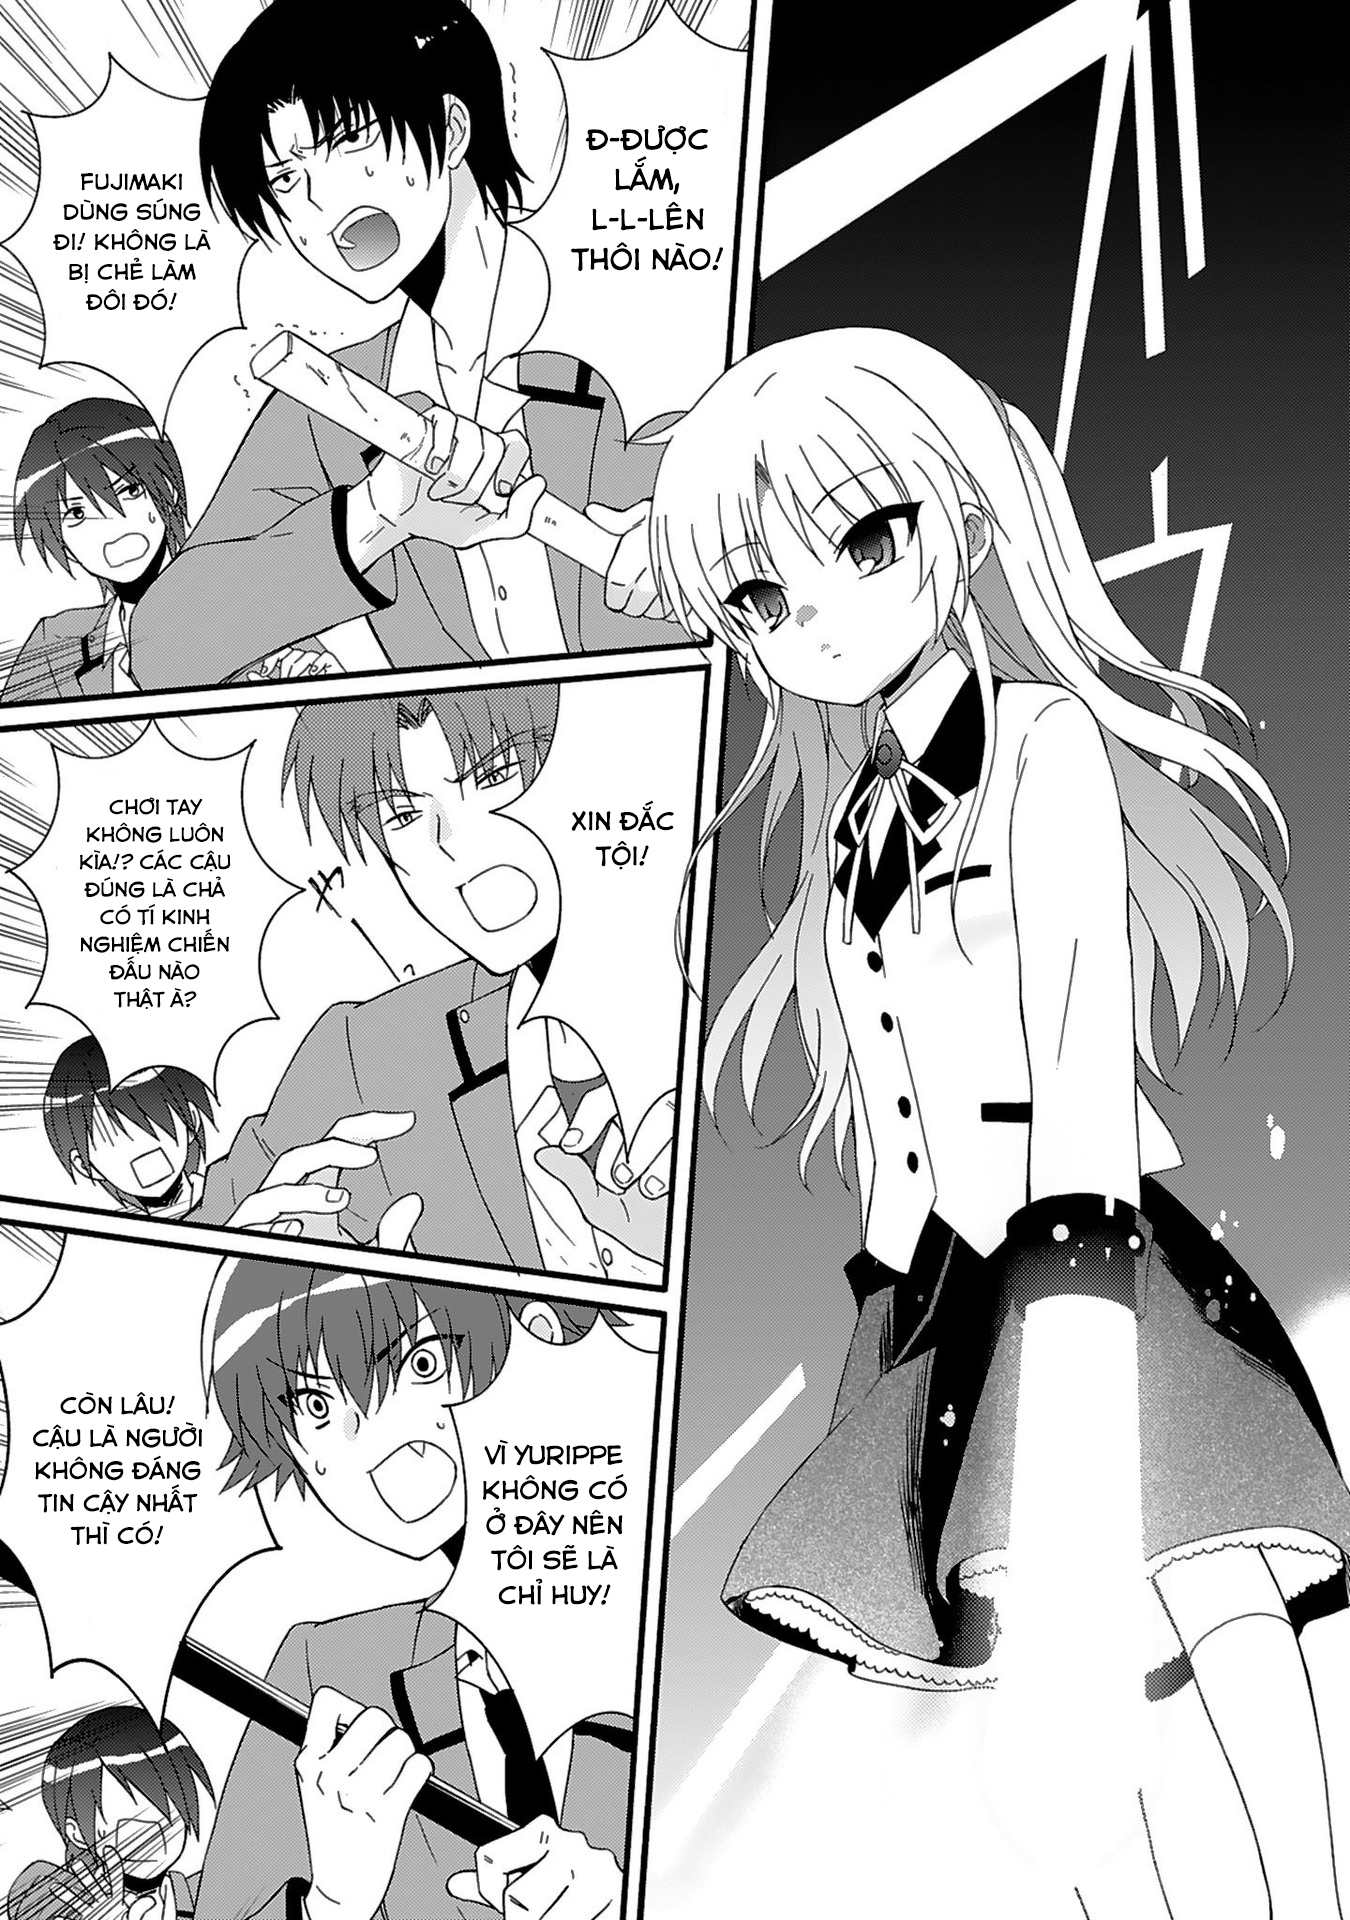 Đ-ĐƯỢC
LẮM,
L-L-LÊN
THÔI NÀO!
FUJIMAKI
DÙNG SÚNG
ĐI! KHÔNG LÀ
BỊ CHẺ LÀM
ĐÔI ĐÓ!
XIN ĐẮC
TỘI!
CHƠI TAY
KHÔNG LUÔN
KÌA!? CÁC CẬU
ĐÚNG LÀ CHẢ
CÓ TÍ KINH
NGHIỆM CHIẾN
ĐẤU NÀO
THẬT À?
VÌ YURIPPE
KHÔNG CÓ
Ở ĐÂY NÊN
TÔI SẼ LÀ
CHỈ HUY!
CÒN LÂU!
CẬU LÀ NGƯỜI
KHÔNG ĐÁNG
TIN CẬY NHẤT
THÌ CÓ!